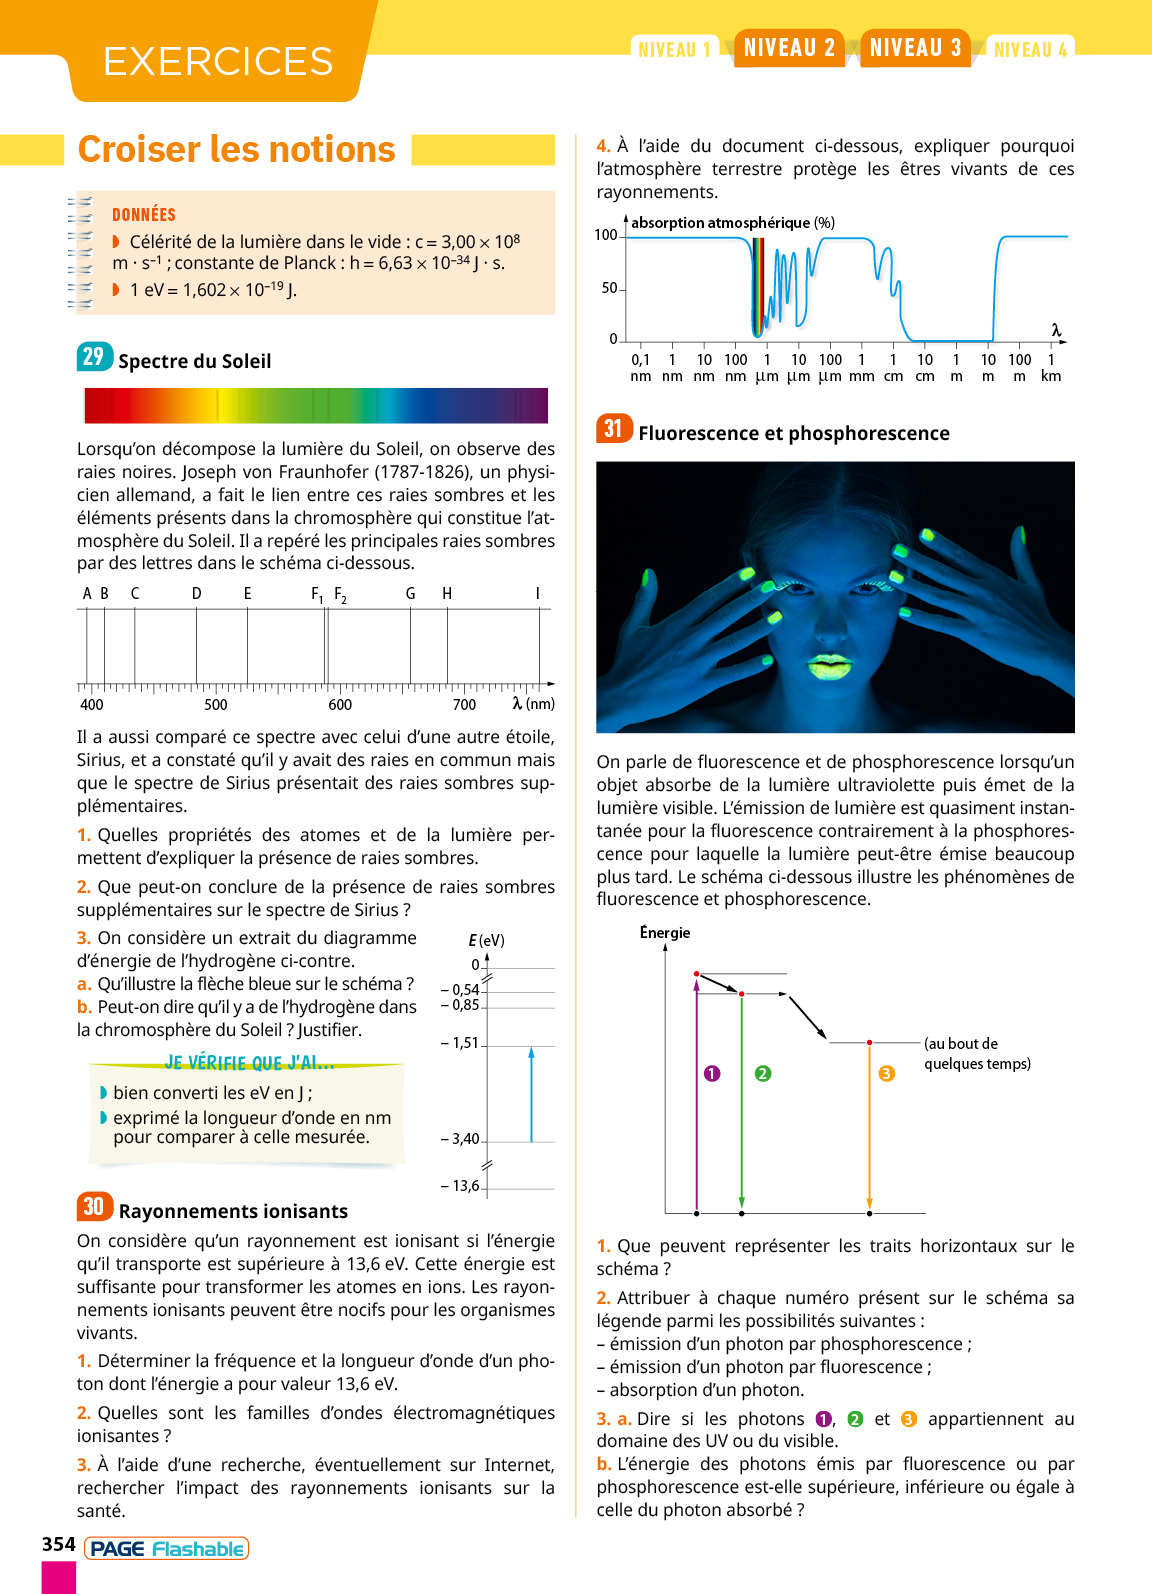 EXERCICES
NIVEAU 1
NIVEAU 2
NIVEAU 3
NIVEAU 4
Croiser les notions
DONNÉES
◗ Célérité de la lumière dans le vide : c = 3,00 × 10⁸
m · s⁻¹ ; constante de Planck : h = 6,63 × 10⁻³⁴ J · s.
◗ 1 eV = 1,602 × 10⁻¹⁹ J.
29 Spectre du Soleil
Lorsqu’on décompose la lumière du Soleil, on observe des
raies noires. Joseph von Fraunhofer (1787-1826), un physi-
cien allemand, a fait le lien entre ces raies sombres et les
éléments présents dans la chromosphère qui constitue l’at-
mosphère du Soleil. Il a repéré les principales raies sombres
par des lettres dans le schéma ci-dessous.
A B C D E F₁ F₂ G H I
400 500 600 700 λ (nm)
Il a aussi comparé ce spectre avec celui d’une autre étoile,
Sirius, et a constaté qu’il y avait des raies en commun mais
que le spectre de Sirius présentait des raies sombres sup-
plémentaires.
1. Quelles propriétés des atomes et de la lumière per-
mettent d’expliquer la présence de raies sombres.
2. Que peut-on conclure de la présence de raies sombres
supplémentaires sur le spectre de Sirius ?
3. On considère un extrait du diagramme
d’énergie de l’hydrogène ci-contre.
a. Qu’illustre la flèche bleue sur le schéma ?
b. Peut-on dire qu’il y a de l’hydrogène dans
la chromosphère du Soleil ? Justifier.
E (eV)
0
– 0,54
– 0,85
– 1,51
– 3,40
– 13,6
JE VÉRIFIE QUE J’AI...
◗ bien converti les eV en J ;
◗ exprimé la longueur d’onde en nm
pour comparer à celle mesurée.
30 Rayonnements ionisants
On considère qu’un rayonnement est ionisant si l’énergie
qu’il transporte est supérieure à 13,6 eV. Cette énergie est
suffisante pour transformer les atomes en ions. Les rayon-
nements ionisants peuvent être nocifs pour les organismes
vivants.
1. Déterminer la fréquence et la longueur d’onde d’un pho-
ton dont l’énergie a pour valeur 13,6 eV.
2. Quelles sont les familles d’ondes électromagnétiques
ionisantes ?
3. À l’aide d’une recherche, éventuellement sur Internet,
rechercher l’impact des rayonnements ionisants sur la
santé.
4. À l’aide du document ci-dessous, expliquer pourquoi
l’atmosphère terrestre protège les êtres vivants de ces
rayonnements.
absorption atmosphérique (%)
100
50
0
λ
0,1 1 10 100 1 10 100 1 1 10 1 10 100 1
nm nm nm nm µm µm µm mm cm cm m m m km
31 Fluorescence et phosphorescence
On parle de fluorescence et de phosphorescence lorsqu’un
objet absorbe de la lumière ultraviolette puis émet de la
lumière visible. L’émission de lumière est quasiment instan-
tanée pour la fluorescence contrairement à la phosphores-
cence pour laquelle la lumière peut-être émise beaucoup
plus tard. Le schéma ci-dessous illustre les phénomènes de
fluorescence et phosphorescence.
Énergie
(au bout de
quelques temps)
1 2 3
1. Que peuvent représenter les traits horizontaux sur le
schéma ?
2. Attribuer à chaque numéro présent sur le schéma sa
légende parmi les possibilités suivantes :
– émission d’un photon par phosphorescence ;
– émission d’un photon par fluorescence ;
– absorption d’un photon.
3. a. Dire si les photons 1, 2 et 3 appartiennent au
domaine des UV ou du visible.
b. L’énergie des photons émis par fluorescence ou par
phosphorescence est-elle supérieure, inférieure ou égale à
celle du photon absorbé ?
354 PAGE Flashable